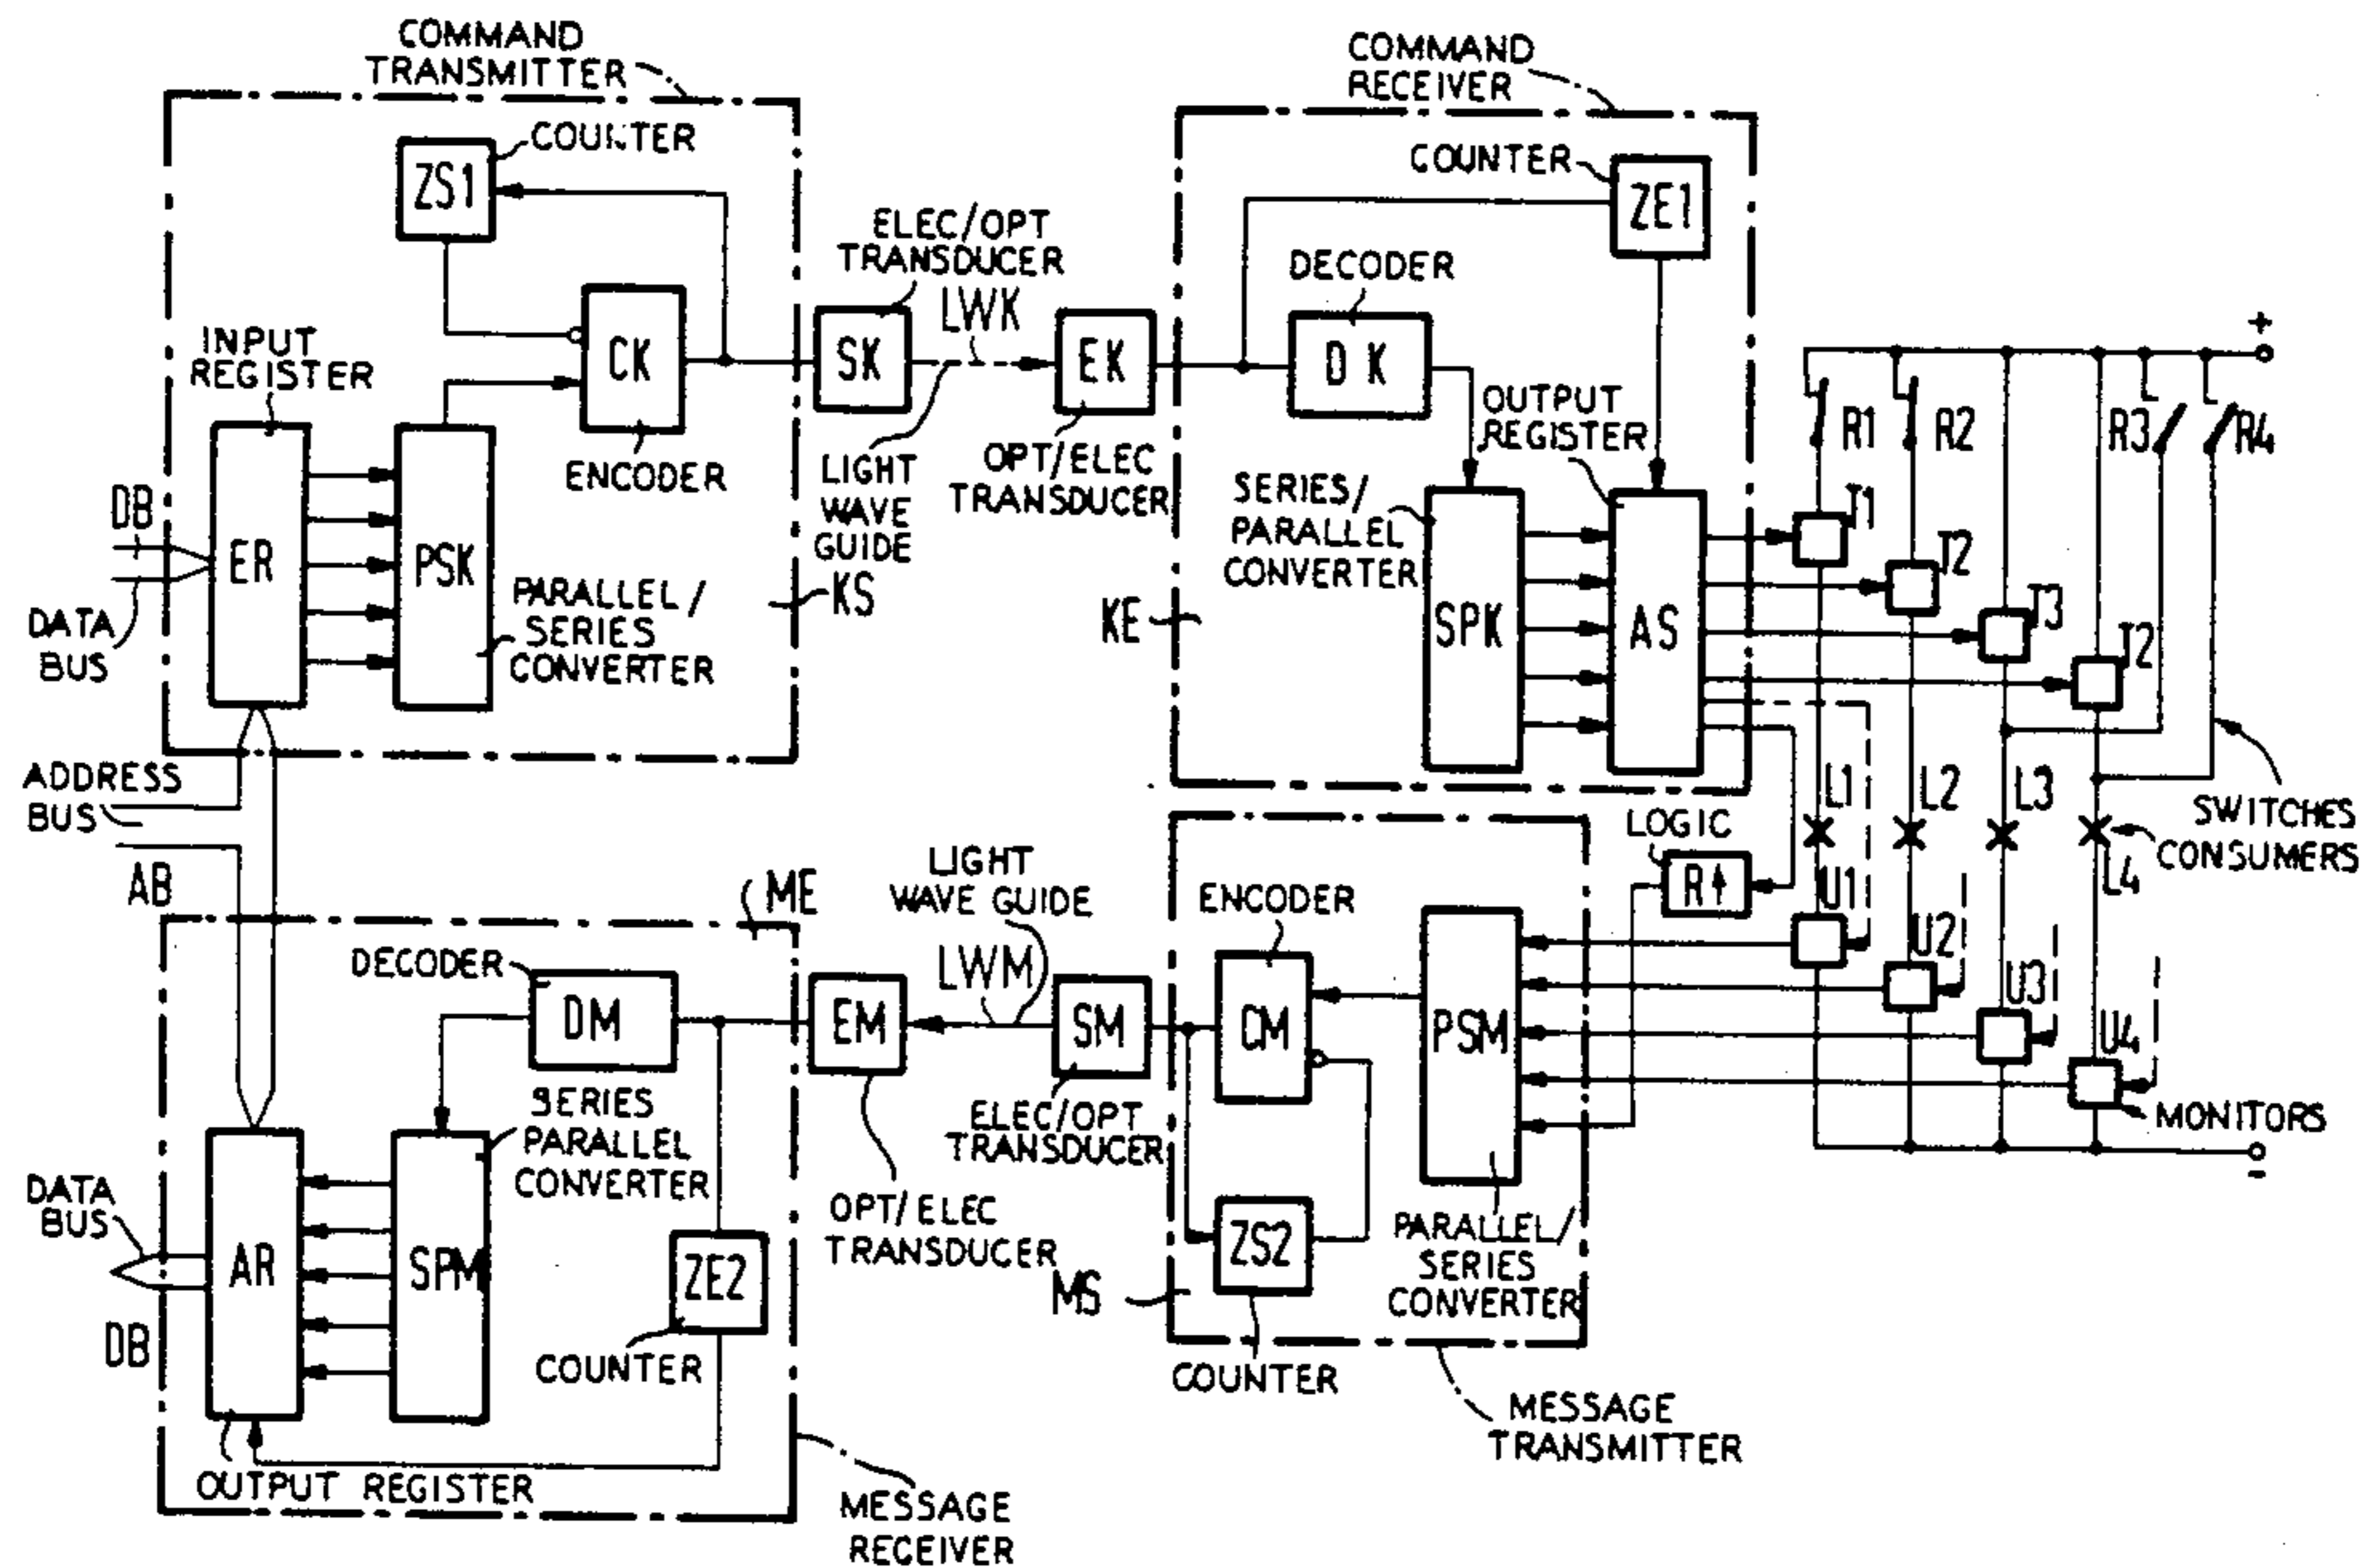 COMMAND
TRANSMITTER
COUNTER
ZS1
INPUT
REGISTER
ER
PSK
CK
ENCODER
DB
DATA
BUS
PARALLEL/
SERIES
CONVERTER
KS
ELEC/OPT
TRANSDUCER
LWK
SK
EK
LIGHT
WAVE
GUIDE
OPT/ELEC
TRANSDUCER
COMMAND
RECEIVER
COUNTER
ZE1
DECODER
DK
OUTPUT
REGISTER
SERIES/
PARALLEL
CONVERTER
SPK
AS
KE
+
R1
R2
R3
R4
T1
T2
T3
T2
L1
L2
L3
L4
SWITCHES
CONSUMERS
ADDRESS
BUS
AB
ME
DECODER
DM
SERIES
PARALLEL
CONVERTER
DATA
BUS
AR
SPM
ZE2
DB
COUNTER
OUTPUT REGISTER
MESSAGE
RECEIVER
LIGHT
WAVE GUIDE
LWM
EM
SM
ELEC/OPT
TRANSDUCER
OPT/ELEC
TRANSDUCER
LOGIC
R↑
ENCODER
CM
PSM
ZS2
MS
COUNTER
PARALLEL/
SERIES
CONVERTER
MESSAGE
TRANSMITTER
U1
U2
U3
U4
MONITORS
-